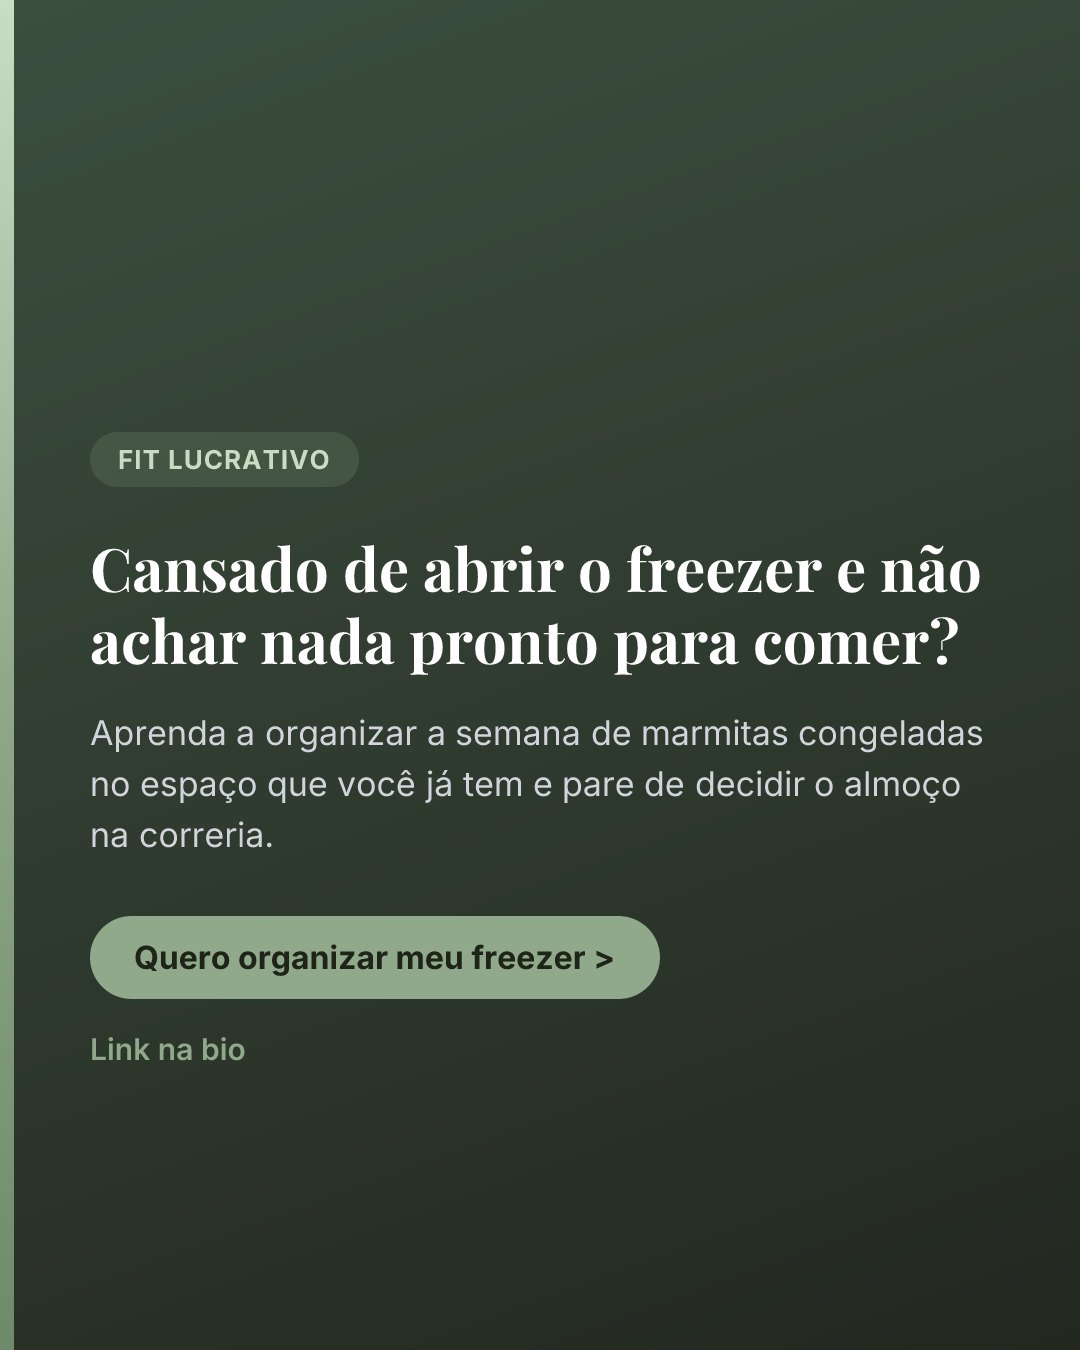 FIT LUCRATIVO
Cansado de abrir o freezer e não
achar nada pronto para comer?
Aprenda a organizar a semana de marmitas congeladas
no espaço que você já tem e pare de decidir o almoço
na correria.
Quero organizar meu freezer >
Link na bio